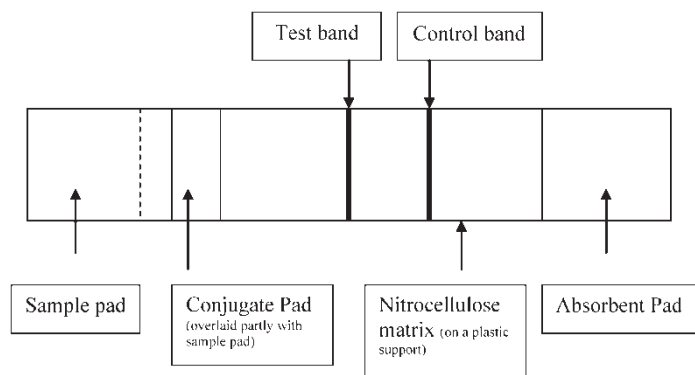 Test band
Control band
Sample pad
Conjugate Pad
(overlaid partly with
sample pad)
Nitrocellulose
matrix (on a plastic
support)
Absorbent Pad